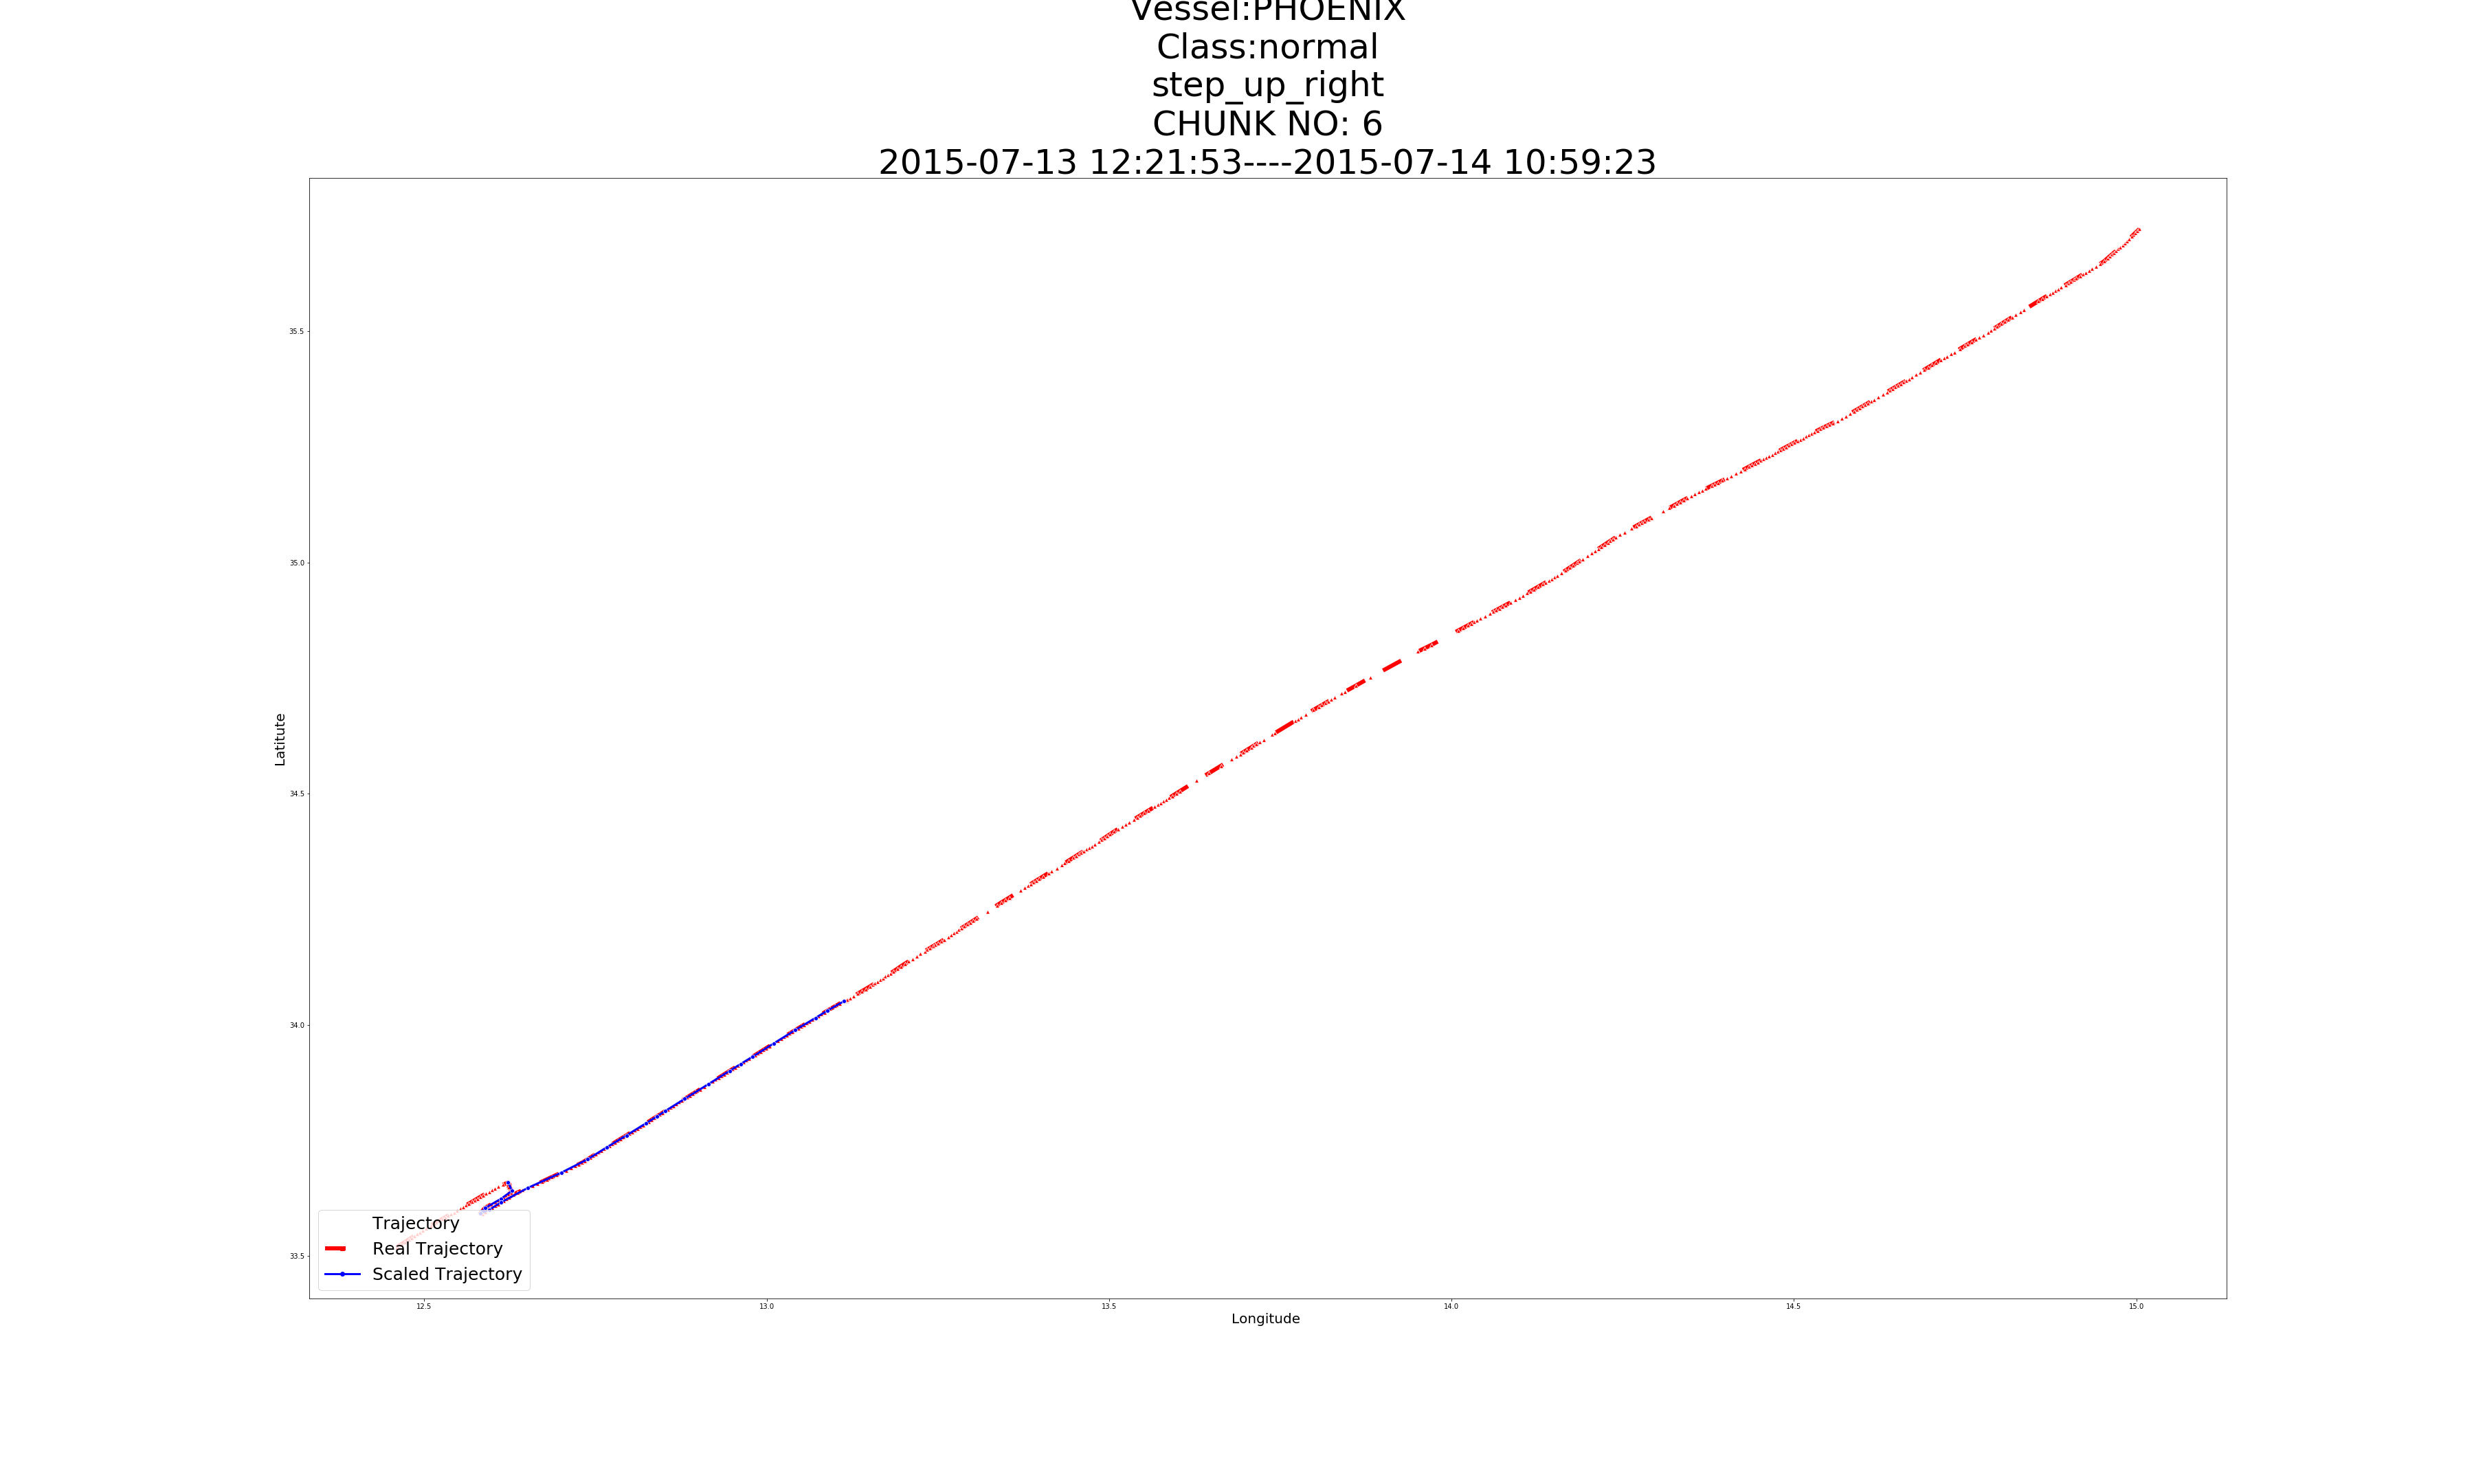 Vessel:PHOENIX
Class:normal
step_up_right
CHUNK NO: 6
2015-07-13 12:21:53----2015-07-14 10:59:23
35.5
35.0
34.5
34.0
33.5
Latitute
Trajectory
Real Trajectory
Scaled Trajectory
12.5 13.0 13.5 14.0 14.5 15.0
Longitude